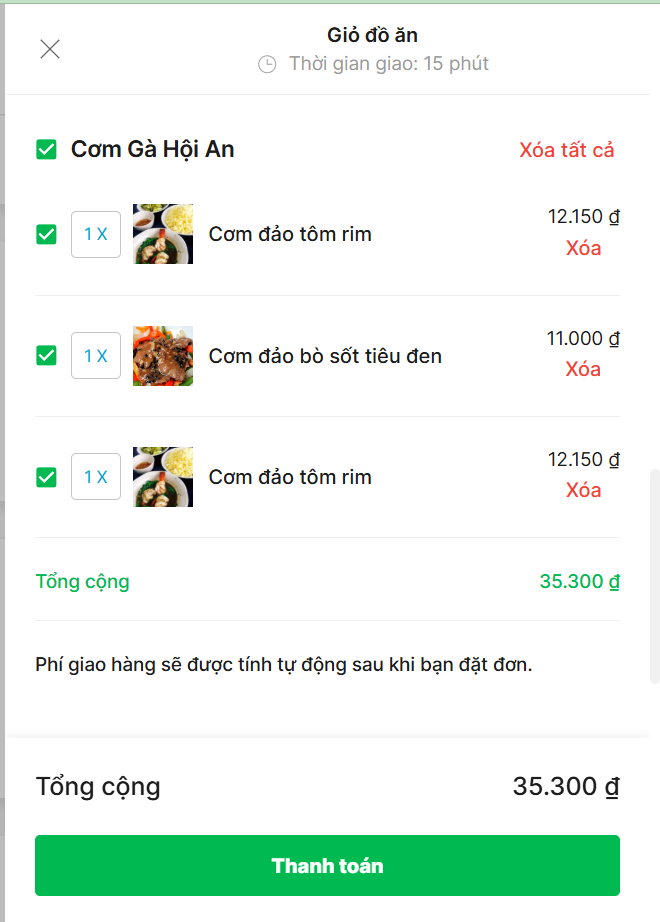 Giỏ đồ ăn
Thời gian giao: 15 phút
Cơm Gà Hội An
Xóa tất cả
1 X
Cơm đảo tôm rim
12.150 ₫
Xóa
1 X
Cơm đảo bò sốt tiêu đen
11.000 ₫
Xóa
1 X
Cơm đảo tôm rim
12.150 ₫
Xóa
Tổng cộng
35.300 ₫
Phí giao hàng sẽ được tính tự động sau khi bạn đặt đơn.
Tổng cộng
35.300 ₫
Thanh toán